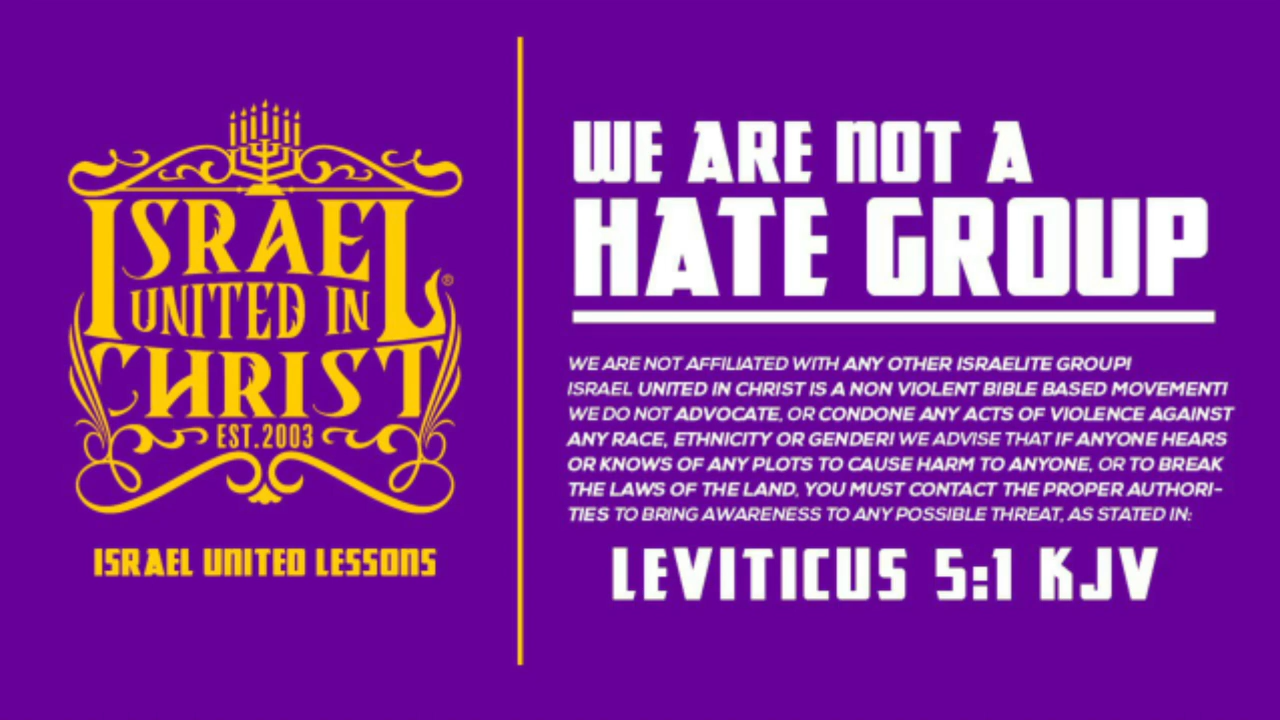 ISRAEL
UNITED IN
CHRIST
EST.2003
ISRAEL UNITED LESSONS
WE ARE NOT A
HATE GROUP
WE ARE NOT AFFILIATED WITH ANY OTHER ISRAELITE GROUP!
ISRAEL UNITED IN CHRIST IS A NON VIOLENT BIBLE BASED MOVEMENT!
WE DO NOT ADVOCATE, OR CONDONE ANY ACTS OF VIOLENCE AGAINST
ANY RACE, ETHNICITY OR GENDER! WE ADVISE THAT IF ANYONE HEARS
OR KNOWS OF ANY PLOTS TO CAUSE HARM TO ANYONE, OR TO BREAK
THE LAWS OF THE LAND, YOU MUST CONTACT THE PROPER AUTHORI-
TIES TO BRING AWARENESS TO ANY POSSIBLE THREAT, AS STATED IN:
LEVITICUS 5:1 KJV